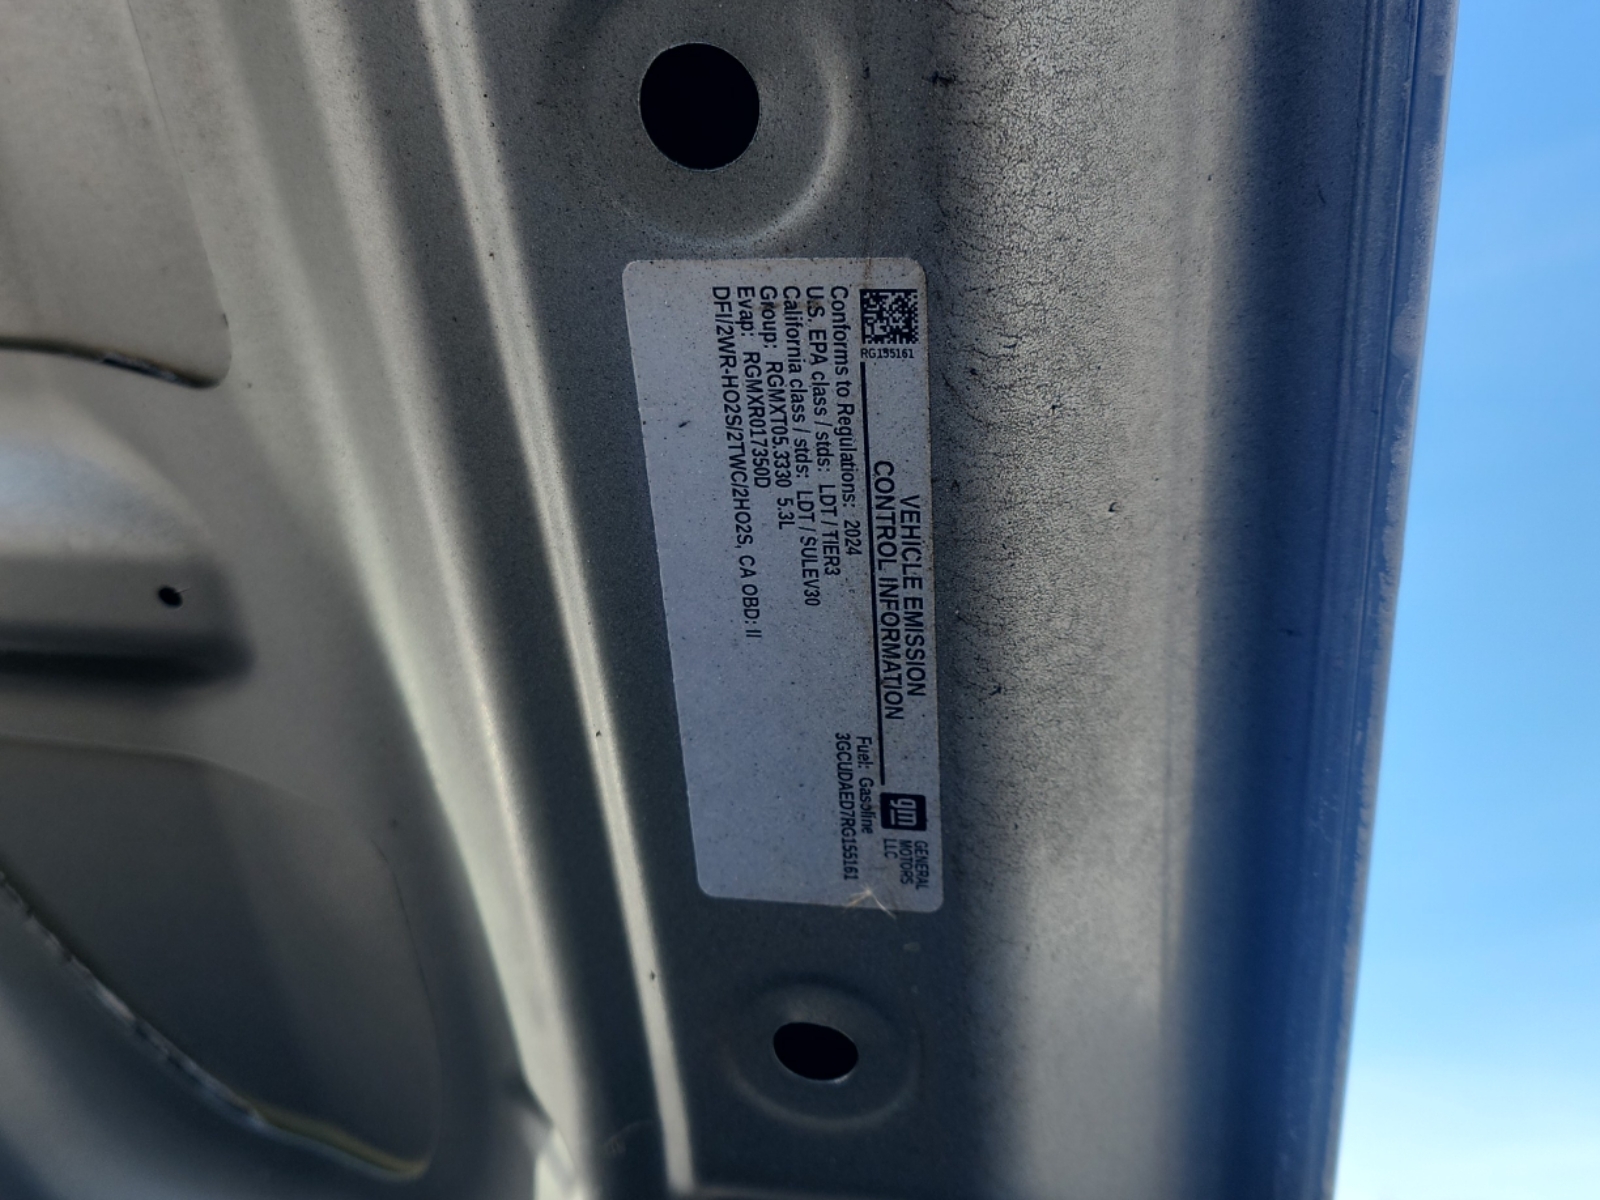 RG155161
VEHICLE EMISSION
CONTROL INFORMATION
gm
GENERAL
MOTORS
LLC
Conforms to Regulations: 2024
Fuel: Gasoline
U.S. EPA class / stds: LDT / TIER3
3GCUDAED7RG155161
California class / stds: LDT / SULEV30
Group: RGMXT05.3330 5.3L
Evap: RGMXR017350D
DFI/2WR-HO2S/2TWC/2HO2S, CA OBD: II